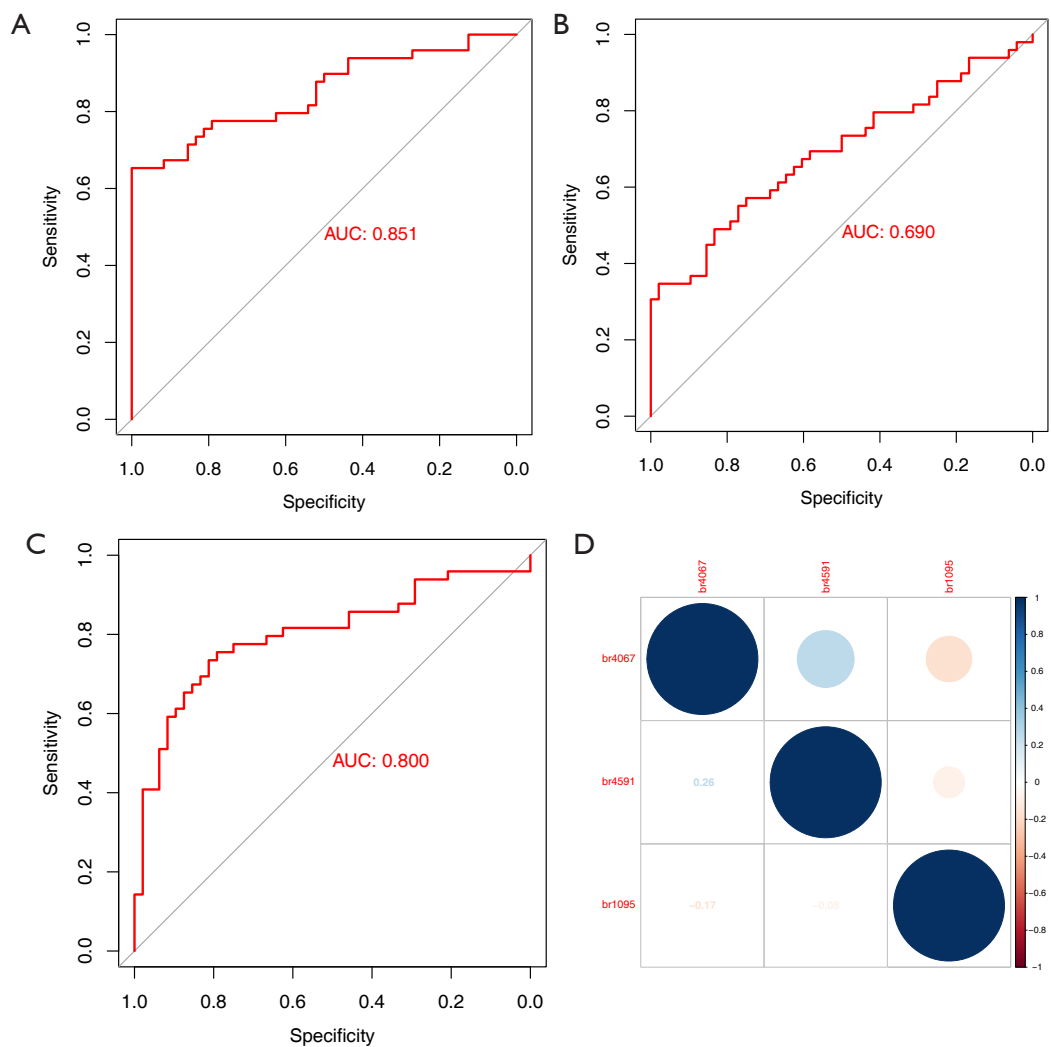 A
1.0
0.8
0.6
0.4
0.2
0.0
Sensitivity
AUC: 0.851
1.0 0.8 0.6 0.4 0.2 0.0
Specificity
B
1.0
0.8
0.6
0.4
0.2
0.0
Sensitivity
AUC: 0.690
1.0 0.8 0.6 0.4 0.2 0.0
Specificity
C
1.0
0.8
0.6
0.4
0.2
0.0
Sensitivity
AUC: 0.800
1.0 0.8 0.6 0.4 0.2 0.0
Specificity
D
br4067 br4591 br1095
br4067
br4591 0.26
br1095 −0.17
1
0.8
0.6
0.4
0.2
0
−0.2
−0.4
−0.6
−0.8
−1